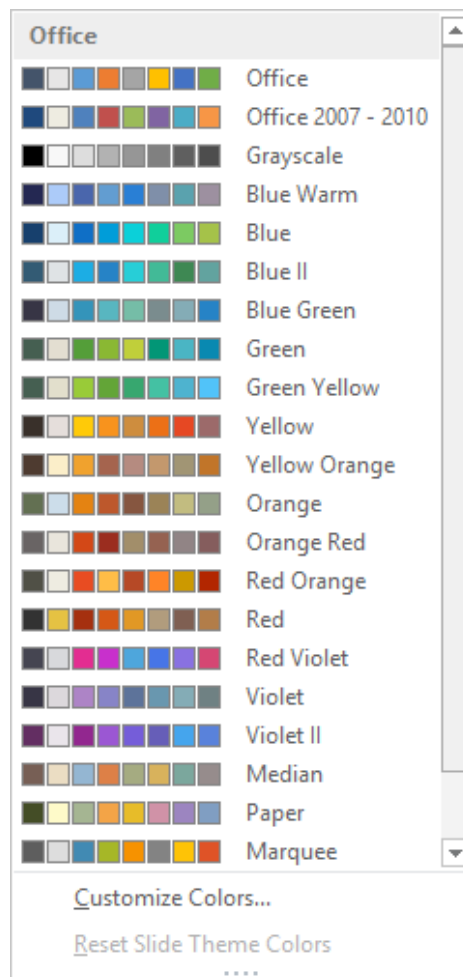 Office
Office
Office 2007 - 2010
Grayscale
Blue Warm
Blue
Blue II
Blue Green
Green
Green Yellow
Yellow
Yellow Orange
Orange
Orange Red
Red Orange
Red
Red Violet
Violet
Violet II
Median
Paper
Marquee
Customize Colors...
Reset Slide Theme Colors